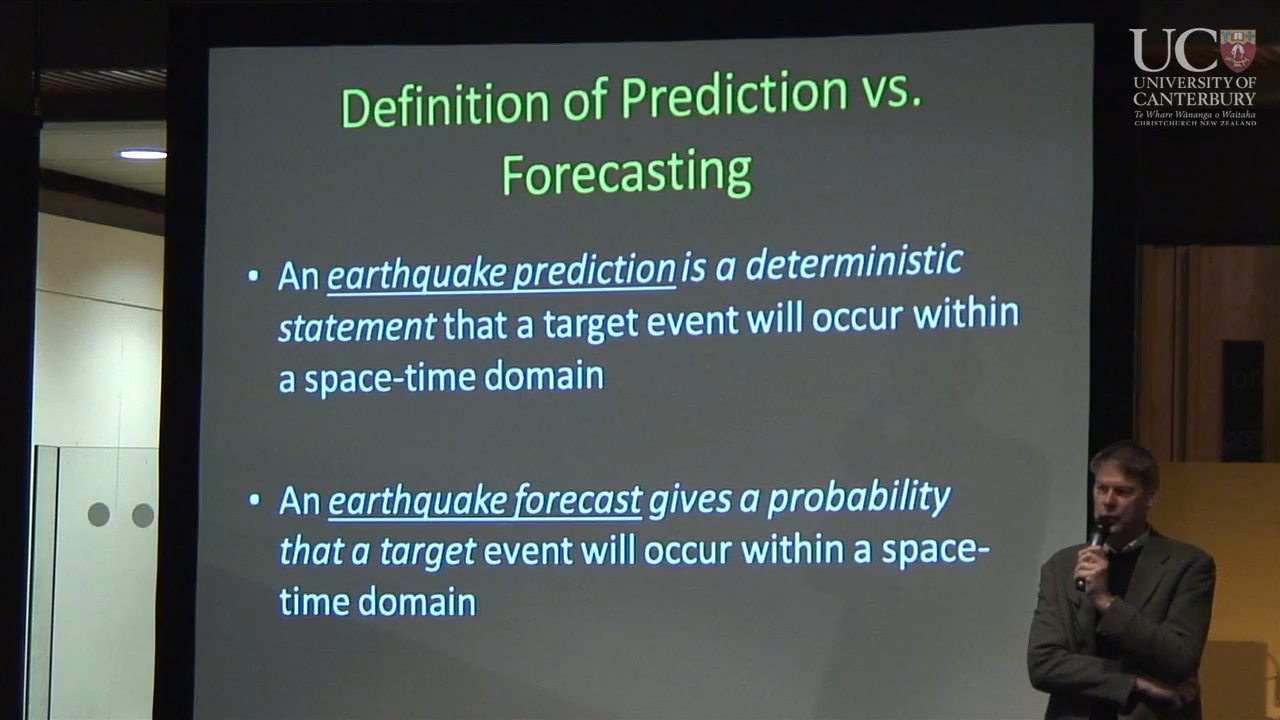 Definition of Prediction vs.
Forecasting
• An earthquake prediction is a deterministic
statement that a target event will occur within
a space-time domain
• An earthquake forecast gives a probability
that a target event will occur within a space-
time domain
UC
UNIVERSITY OF
CANTERBURY
Te Whare Wānanga o Waitaha
CHRISTCHURCH NEW ZEALAND